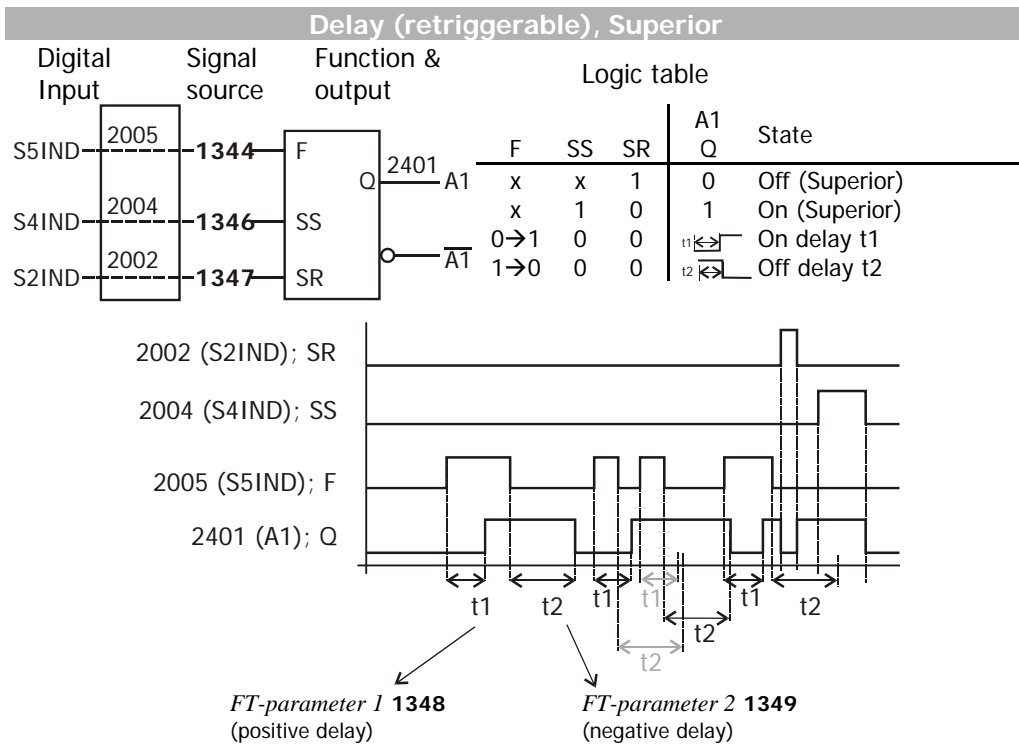 Delay (retriggerable), Superior
Digital Input
Signal source
Function & output
Logic table
S5IND 2005 1344 F
S4IND 2004 1346 SS
S2IND 2002 1347 SR
Q 2401 A1
A1
F SS SR A1 Q State
x x 1 0 Off (Superior)
x 1 0 1 On (Superior)
0→1 0 0 t1 On delay t1
1→0 0 0 t2 Off delay t2
2002 (S2IND); SR
2004 (S4IND); SS
2005 (S5IND); F
2401 (A1); Q
t1 t2 t1 t1 t1 t2
t2
t2
FT-parameter 1 1348
(positive delay)
FT-parameter 2 1349
(negative delay)